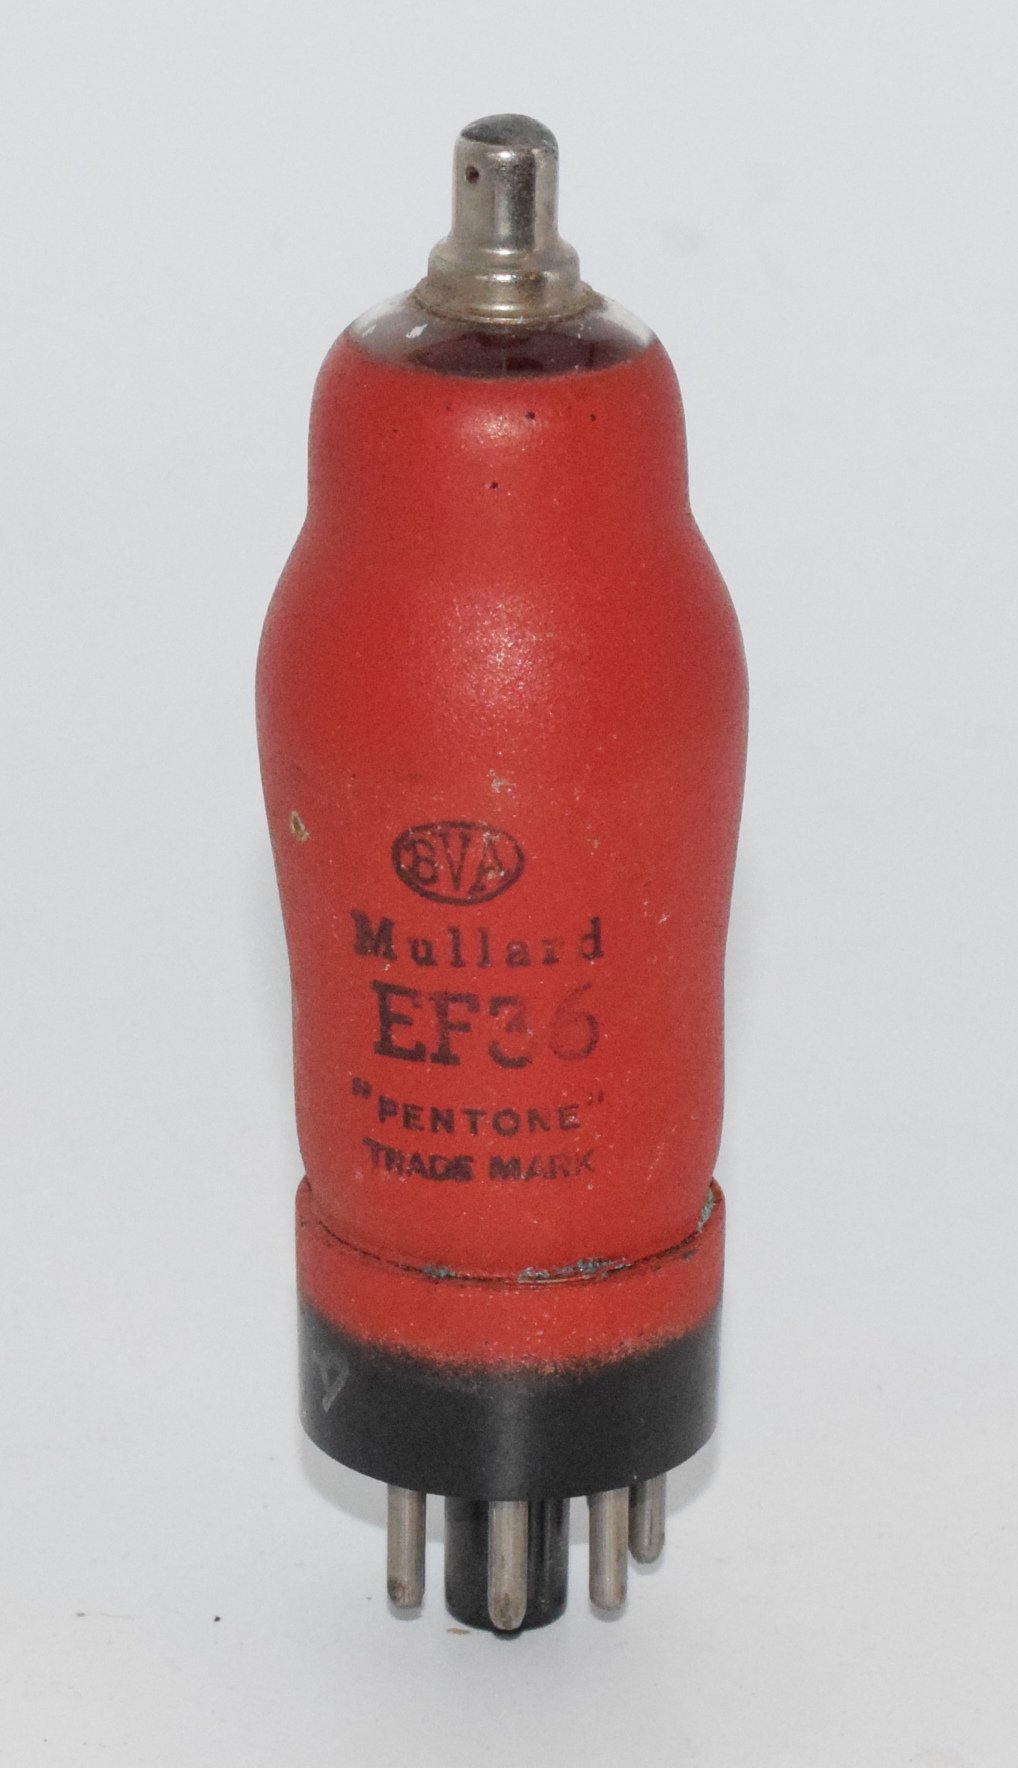 BVA
Mullard
EF36
"PENTONE"
TRADE MARK